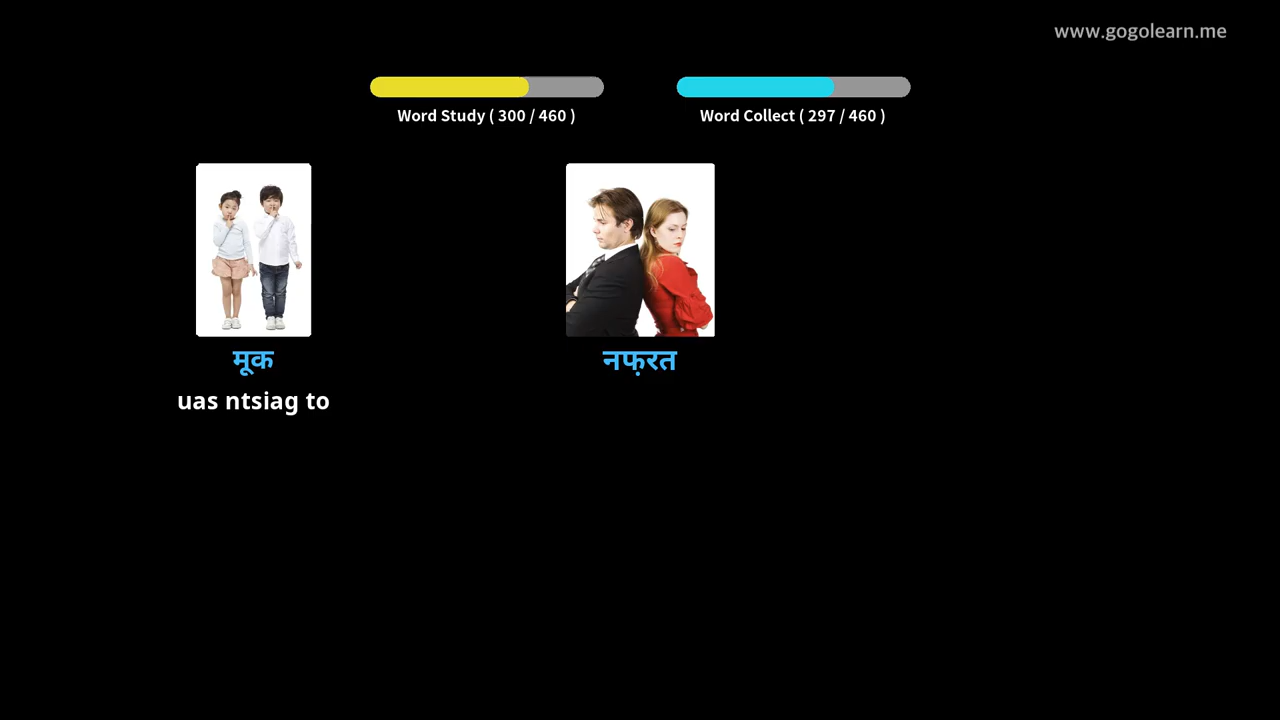 www.gogolearn.me
Word Study ( 300 / 460 )
Word Collect ( 297 / 460 )
मूक
नफ़रत
uas ntsiag to